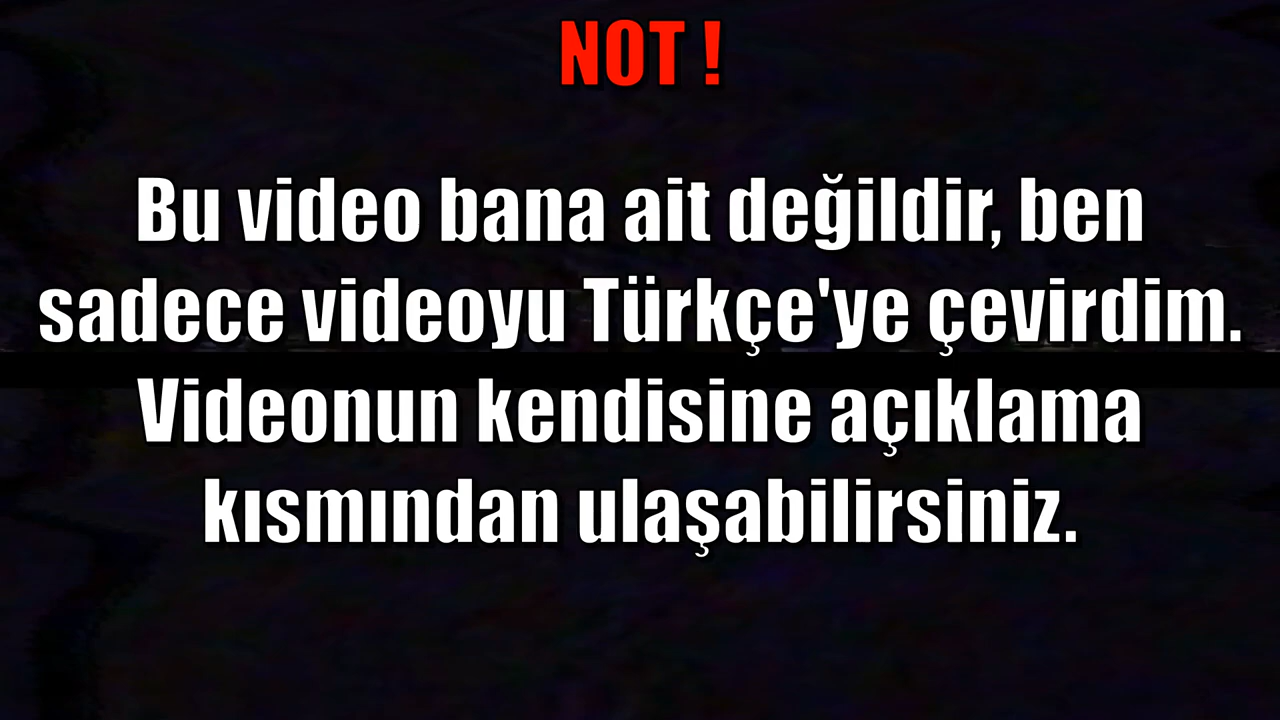 NOT !
Bu video bana ait değildir, ben
sadece videoyu Türkçe'ye çevirdim.
Videonun kendisine açıklama
kısmından ulaşabilirsiniz.